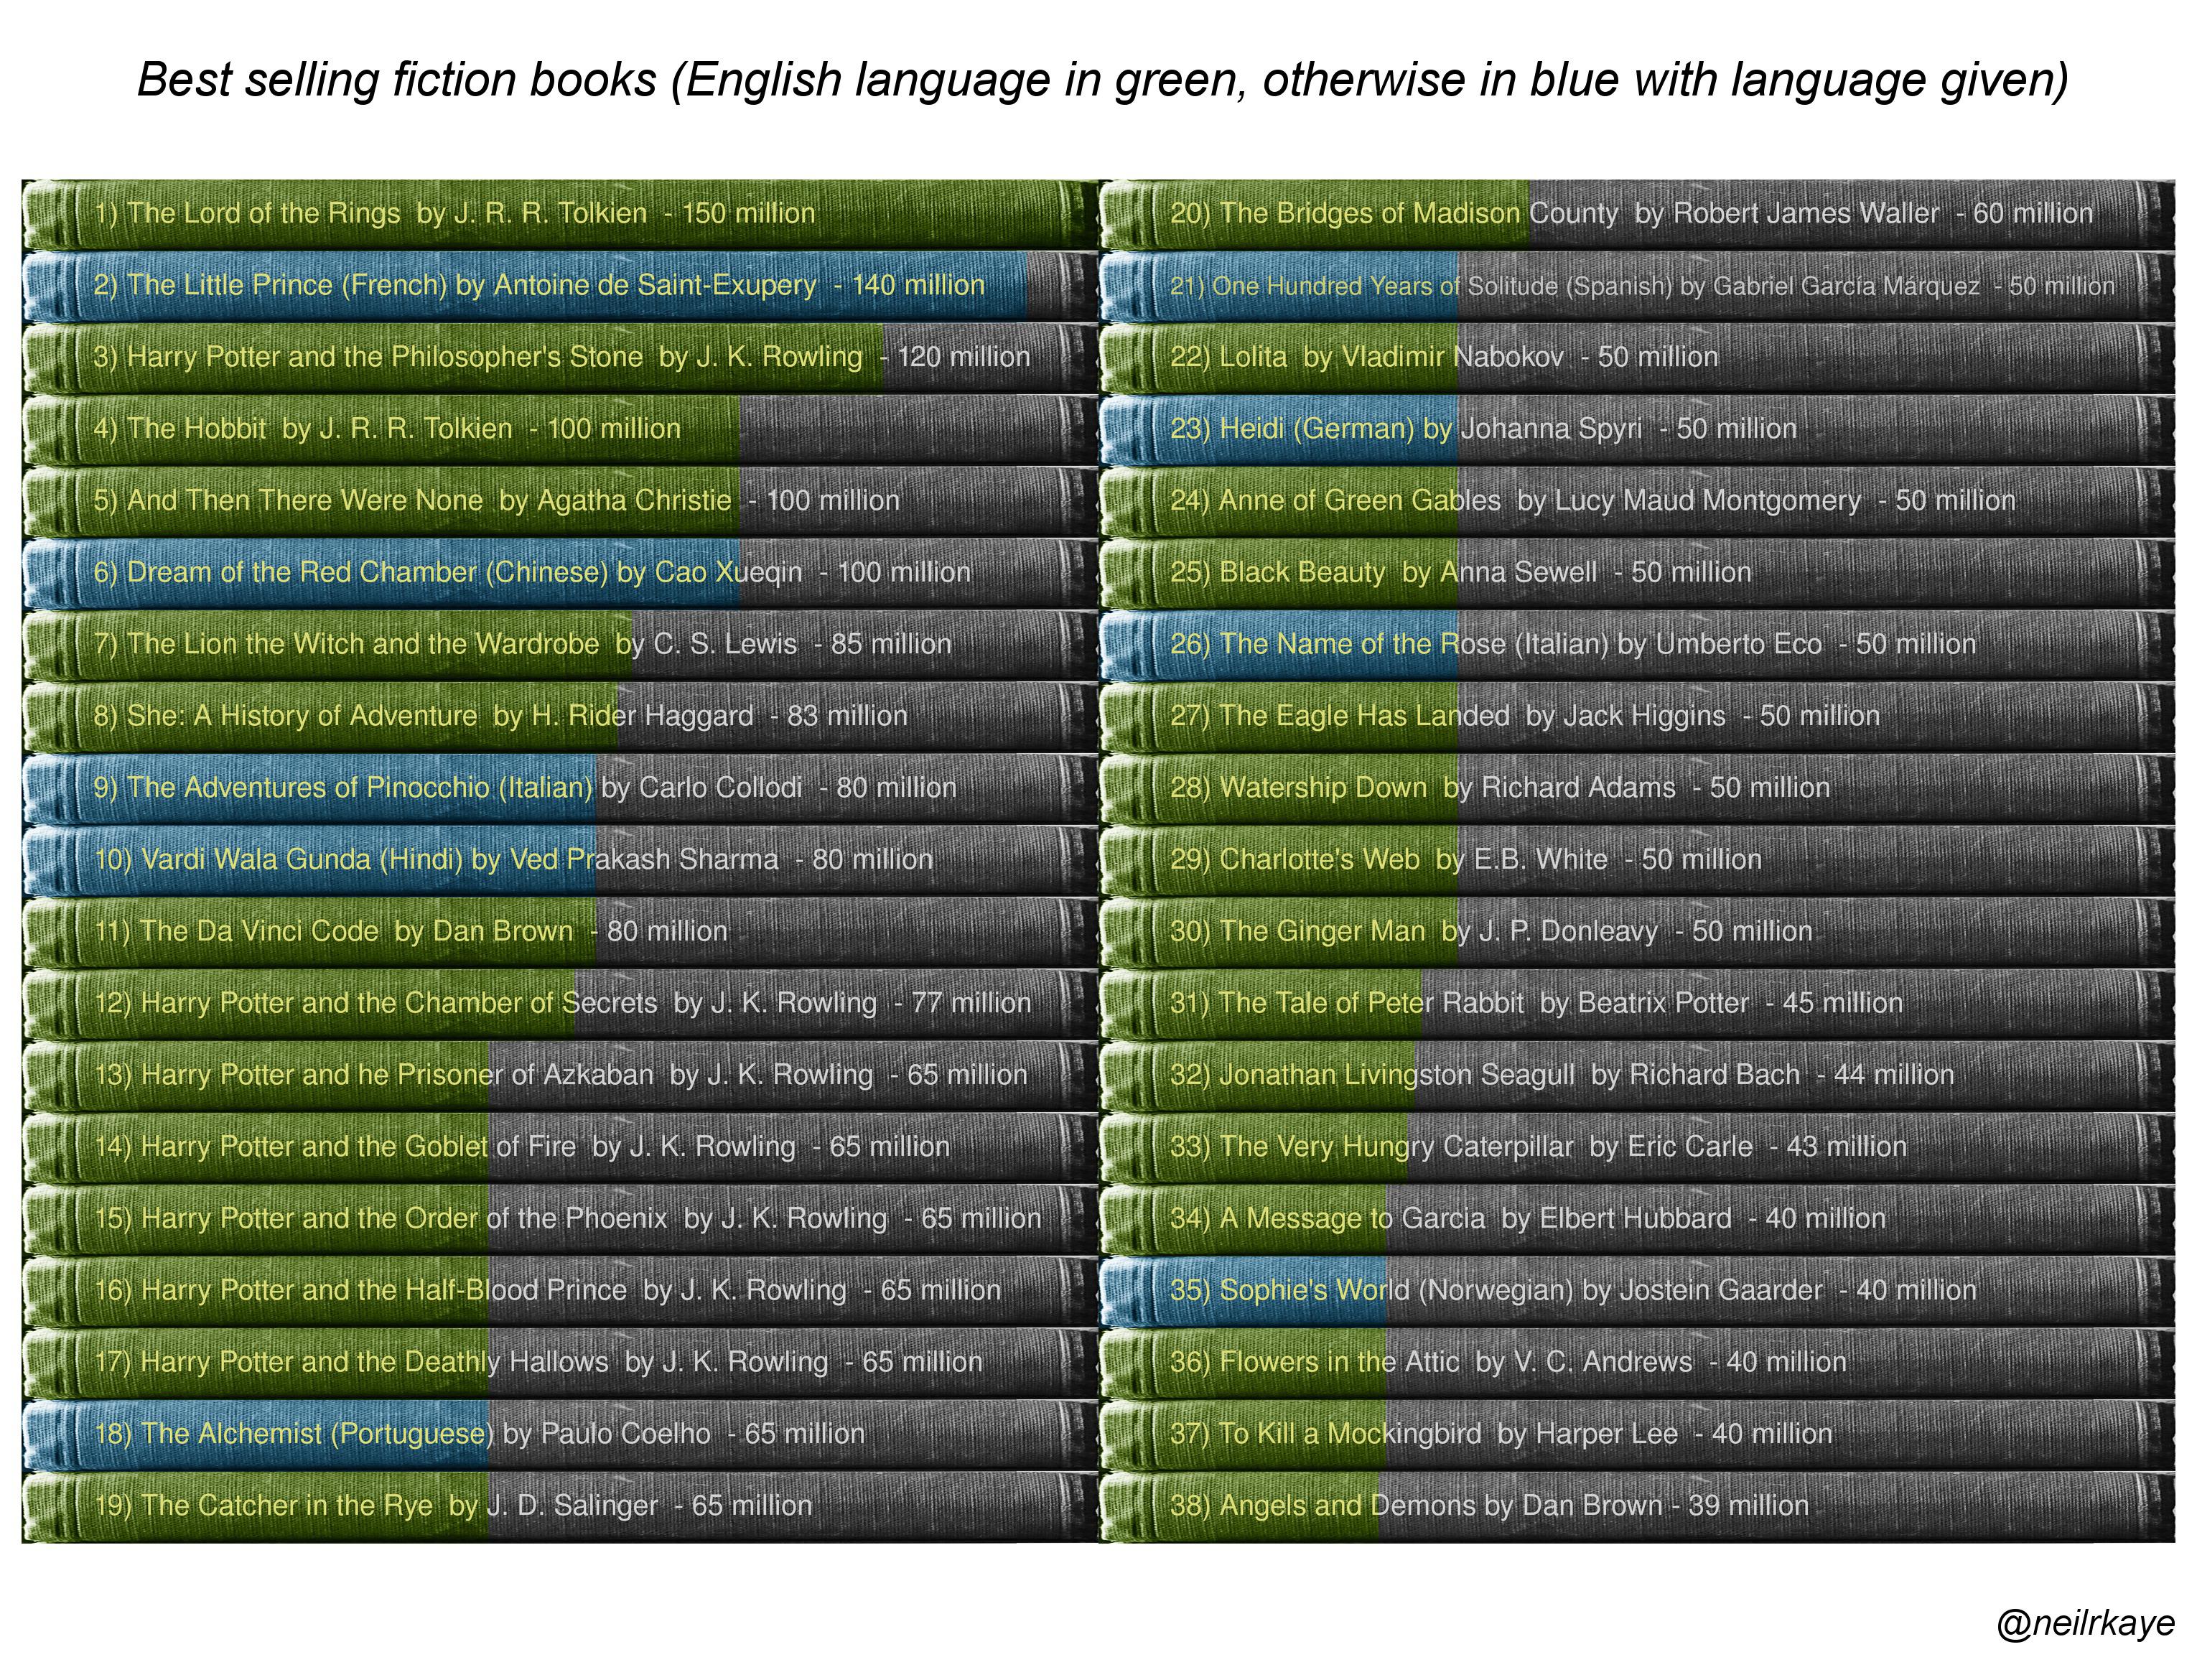 Best selling fiction books (English language in green, otherwise in blue with language given)
1) The Lord of the Rings by J. R. R. Tolkien - 150 million
2) The Little Prince (French) by Antoine de Saint-Exupery - 140 million
3) Harry Potter and the Philosopher's Stone by J. K. Rowling - 120 million
4) The Hobbit by J. R. R. Tolkien - 100 million
5) And Then There Were None by Agatha Christie - 100 million
6) Dream of the Red Chamber (Chinese) by Cao Xueqin - 100 million
7) The Lion the Witch and the Wardrobe by C. S. Lewis - 85 million
8) She: A History of Adventure by H. Rider Haggard - 83 million
9) The Adventures of Pinocchio (Italian) by Carlo Collodi - 80 million
10) Vardi Wala Gunda (Hindi) by Ved Prakash Sharma - 80 million
11) The Da Vinci Code by Dan Brown - 80 million
12) Harry Potter and the Chamber of Secrets by J. K. Rowling - 77 million
13) Harry Potter and he Prisoner of Azkaban by J. K. Rowling - 65 million
14) Harry Potter and the Goblet of Fire by J. K. Rowling - 65 million
15) Harry Potter and the Order of the Phoenix by J. K. Rowling - 65 million
16) Harry Potter and the Half-Blood Prince by J. K. Rowling - 65 million
17) Harry Potter and the Deathly Hallows by J. K. Rowling - 65 million
18) The Alchemist (Portuguese) by Paulo Coelho - 65 million
19) The Catcher in the Rye by J. D. Salinger - 65 million
20) The Bridges of Madison County by Robert James Waller - 60 million
21) One Hundred Years of Solitude (Spanish) by Gabriel García Márquez - 50 million
22) Lolita by Vladimir Nabokov - 50 million
23) Heidi (German) by Johanna Spyri - 50 million
24) Anne of Green Gables by Lucy Maud Montgomery - 50 million
25) Black Beauty by Anna Sewell - 50 million
26) The Name of the Rose (Italian) by Umberto Eco - 50 million
27) The Eagle Has Landed by Jack Higgins - 50 million
28) Watership Down by Richard Adams - 50 million
29) Charlotte's Web by E.B. White - 50 million
30) The Ginger Man by J. P. Donleavy - 50 million
31) The Tale of Peter Rabbit by Beatrix Potter - 45 million
32) Jonathan Livingston Seagull by Richard Bach - 44 million
33) The Very Hungry Caterpillar by Eric Carle - 43 million
34) A Message to Garcia by Elbert Hubbard - 40 million
35) Sophie's World (Norwegian) by Jostein Gaarder - 40 million
36) Flowers in the Attic by V. C. Andrews - 40 million
37) To Kill a Mockingbird by Harper Lee - 40 million
38) Angels and Demons by Dan Brown - 39 million
@neilrkaye